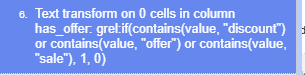 6. Text transform on 0 cells in column
has_offer: grel:if(contains(value, "discount")
or contains(value, "offer") or contains(value,
"sale"), 1, 0)